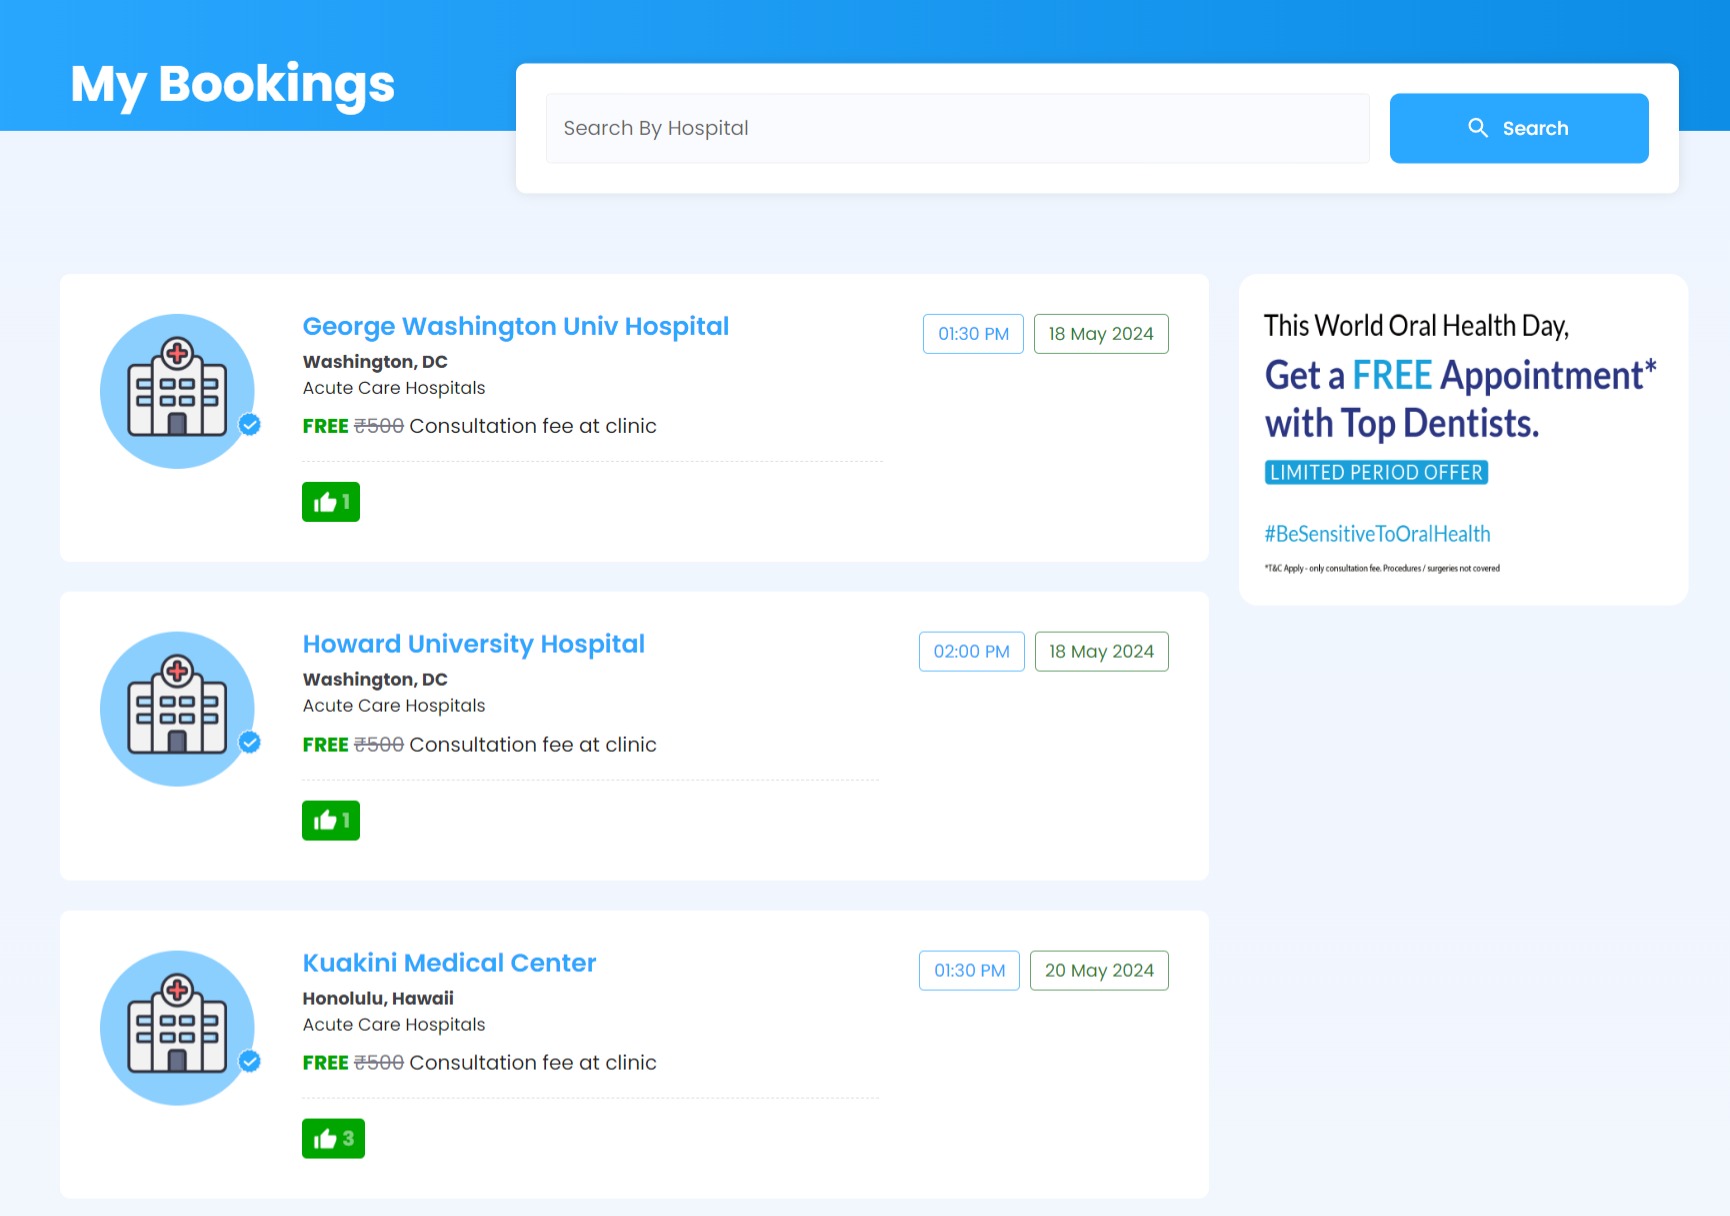 My Bookings
Search By Hospital
Search
George Washington Univ Hospital
01:30 PM
18 May 2024
Washington, DC
Acute Care Hospitals
FREE ₹500 Consultation fee at clinic
1
Howard University Hospital
02:00 PM
18 May 2024
Washington, DC
Acute Care Hospitals
FREE ₹500 Consultation fee at clinic
1
Kuakini Medical Center
01:30 PM
20 May 2024
Honolulu, Hawaii
Acute Care Hospitals
FREE ₹500 Consultation fee at clinic
3
This World Oral Health Day,
Get a FREE Appointment*
with Top Dentists.
LIMITED PERIOD OFFER
#BeSensitiveToOralHealth
*T&C Apply - only consultation fee. Procedures / surgeries not covered